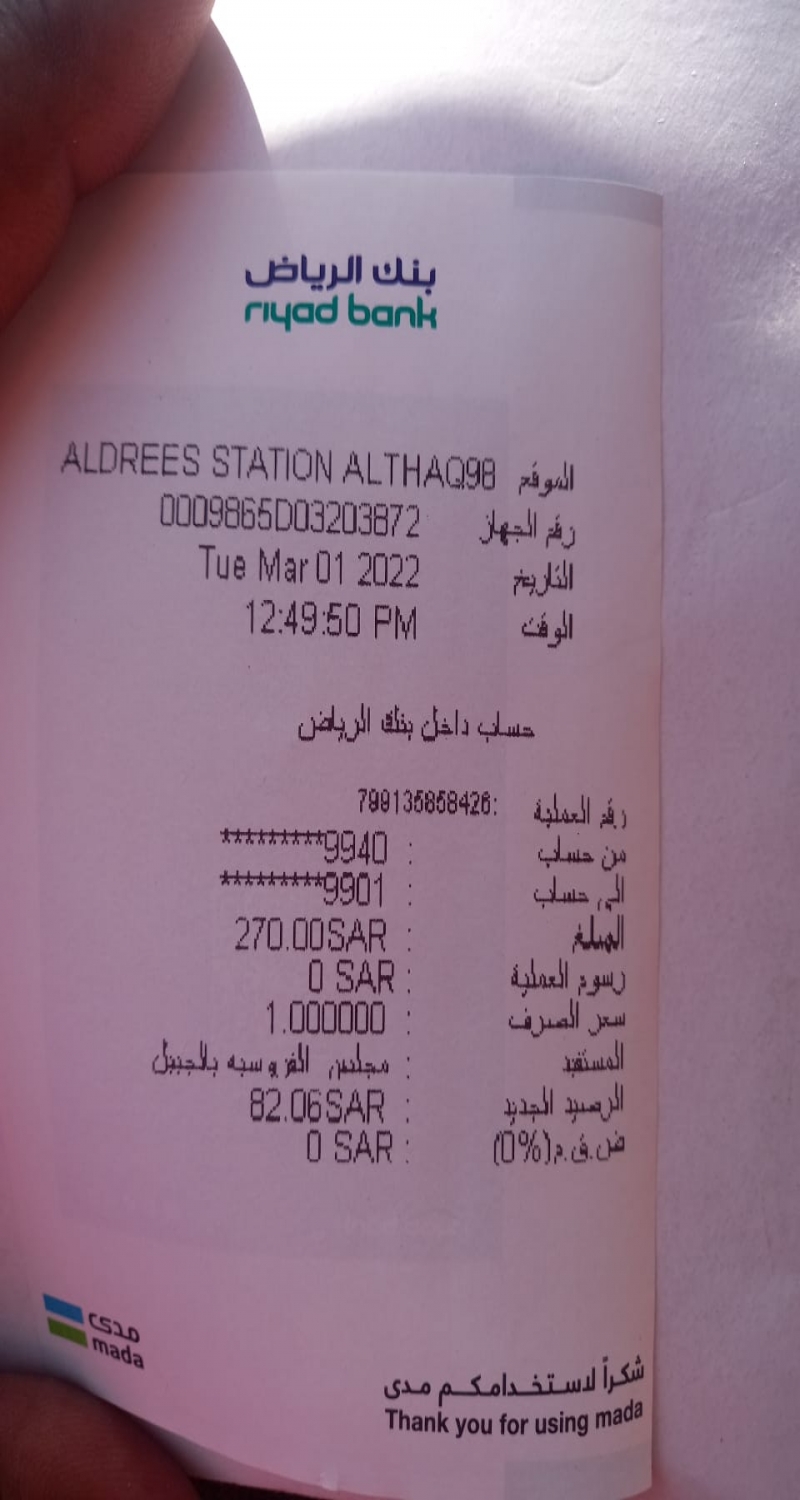 بنك الرياض
rıyad bank
الموقع ALDREES STATION ALTHAQ98
رقم الجهاز 0009865D03203872
التاريخ Tue Mar 01 2022
الوقت 12:49:50 PM
حساب داخل بنك الرياض
رقم العملية :799135858426
من حساب : *********9940
الى حساب : *********9901
المبلغ : 270.00SAR
رسوم العملية : 0 SAR
سعر الصرف : 1.000000
المستفيد : مجلس الفروسيه بالجبيل
الرصيد الجديد : 82.06SAR
ض.ق.م(0%) : 0 SAR
مدى
mada
شكراً لاستخدامكم مدى
Thank you for using mada